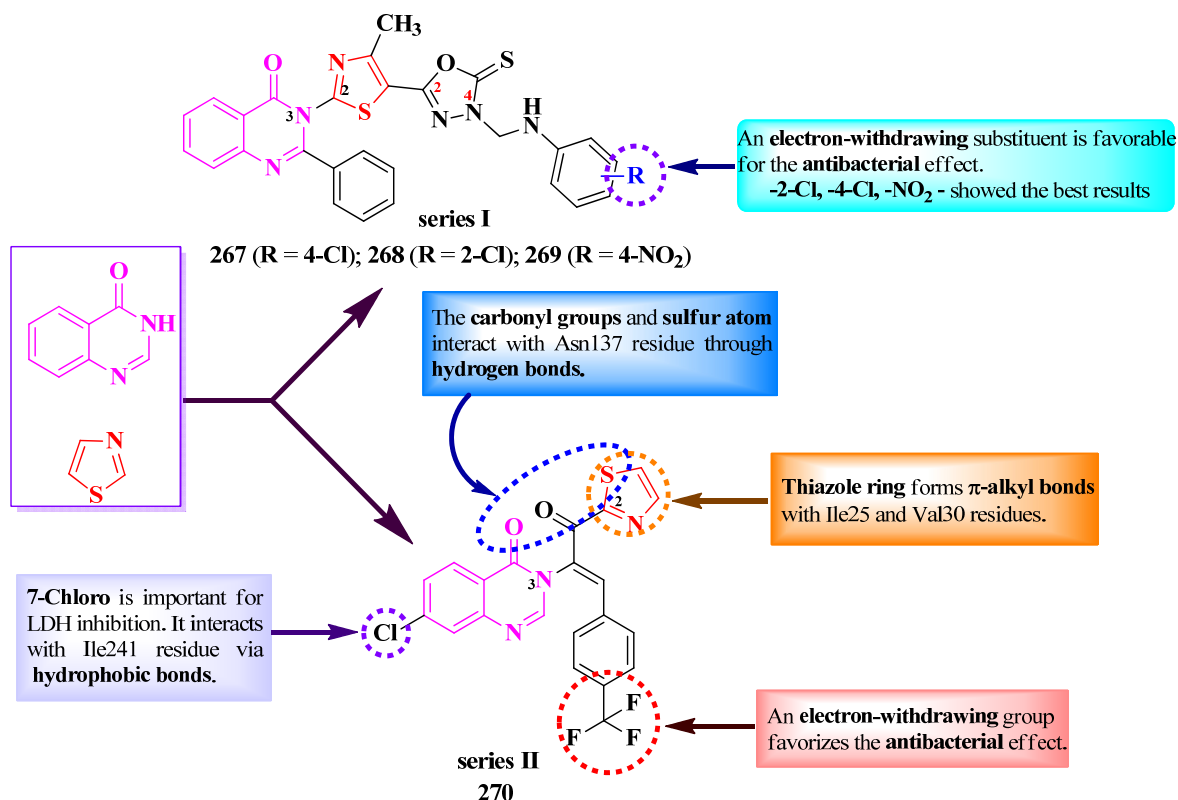 CH₃
O
N
S
2
3
N
N
S
O
2
4
N
N
S
H
N
R
An electron-withdrawing substituent is favorable
for the antibacterial effect.
-2-Cl, -4-Cl, -NO₂ - showed the best results
series I
267 (R = 4-Cl); 268 (R = 2-Cl); 269 (R = 4-NO₂)
O
NH
N
N
S
The carbonyl groups and sulfur atom
interact with Asn137 residue through
hydrogen bonds.
Thiazole ring forms π-alkyl bonds
with Ile25 and Val30 residues.
S
2
N
O
O
3
N
N
Cl
7-Chloro is important for
LDH inhibition. It interacts
with Ile241 residue via
hydrophobic bonds.
F
F
F
An electron-withdrawing group
favorizes the antibacterial effect.
series II
270